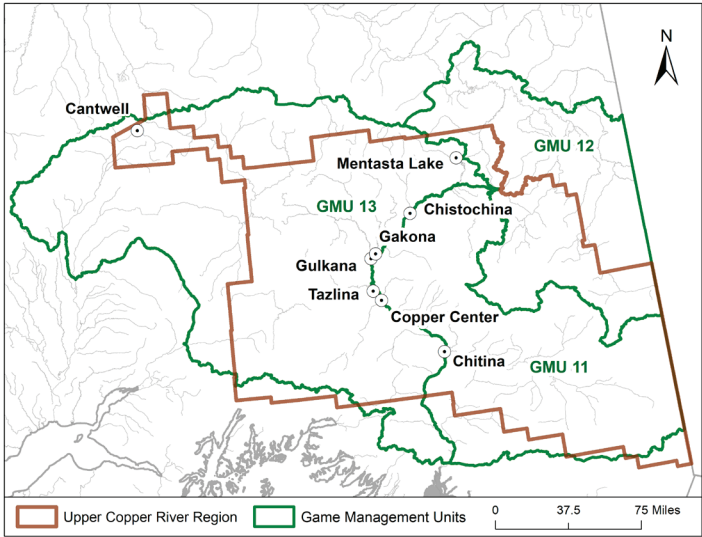 N
Cantwell
GMU 12
Mentasta Lake
GMU 13
Chistochina
Gakona
Gulkana
Tazlina
Copper Center
Chitina
GMU 11
Upper Copper River Region
Game Management Units
0 37.5 75 Miles